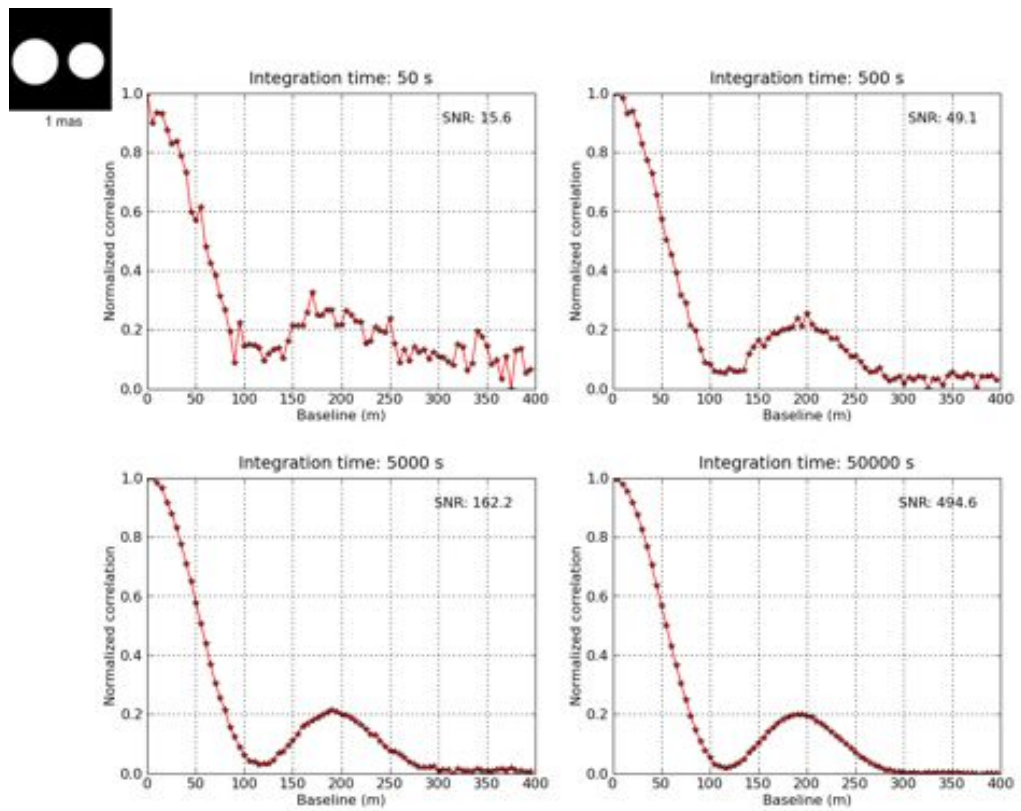 1 mas
Integration time: 50 s
SNR: 15.6
Normalized correlation
1.0
0.8
0.6
0.4
0.2
0.0
0 50 100 150 200 250 300 350 400
Baseline (m)
Integration time: 500 s
SNR: 49.1
Normalized correlation
1.0
0.8
0.6
0.4
0.2
0.0
0 50 100 150 200 250 300 350 400
Baseline (m)
Integration time: 5000 s
SNR: 162.2
Normalized correlation
1.0
0.8
0.6
0.4
0.2
0.0
0 50 100 150 200 250 300 350 400
Baseline (m)
Integration time: 50000 s
SNR: 494.6
Normalized correlation
1.0
0.8
0.6
0.4
0.2
0.0
0 50 100 150 200 250 300 350 400
Baseline (m)